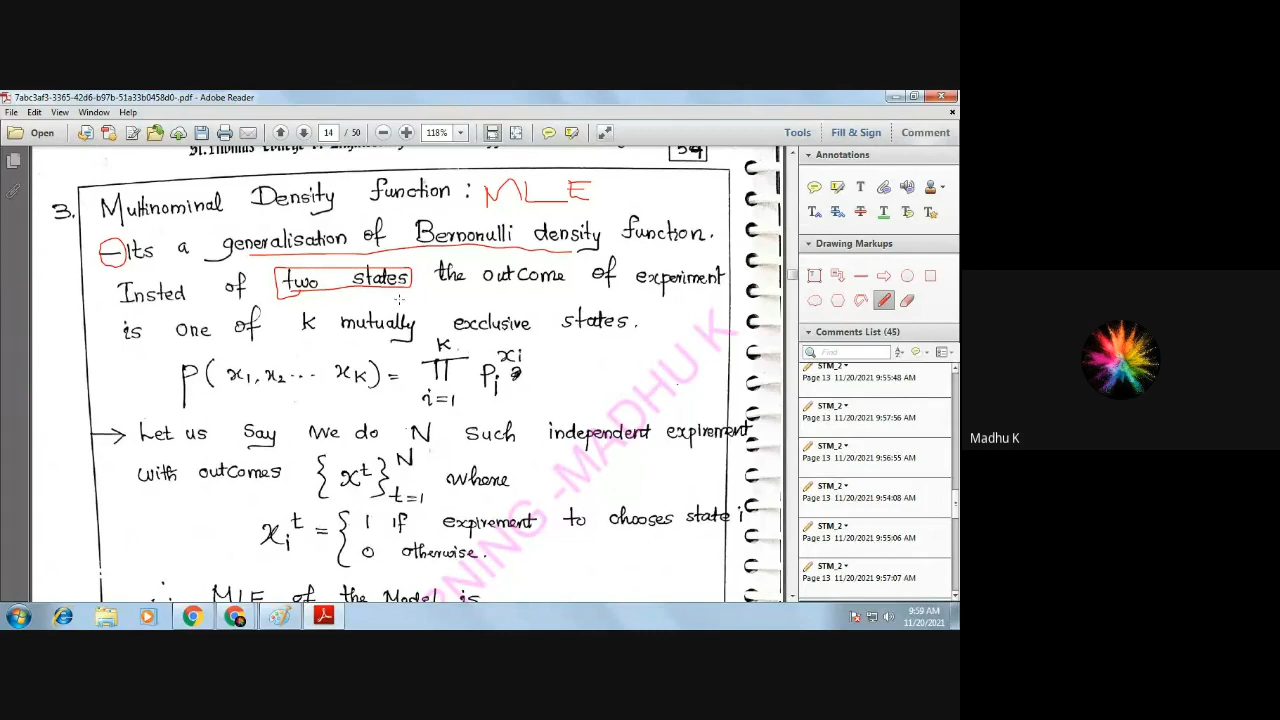 7abc3af3-3365-42d6-b97b-51a33b0458d0-.pdf - Adobe Reader
File Edit View Window Help
Open 14 / 50 118% Tools Fill & Sign Comment
54
3. Multinominal Density function : MLE
- Its a generalisation of Bernonulli density function.
Insted of two states the outcome of expriment
is one of k mutually exclusive states.
P( x1, x2 ... xK) = K ∏ i=1 Pi^xi
→ Let us say we do N such independent expirement
with outcomes { x^t }^N t=1 where
xi^t = { 1 if exprement to chooses state i
0 otherwise.
MLE of the Model is
RNING - MADHU K
Annotations
Drawing Markups
Comments List (45)
Find
STM_2
Page 13 11/20/2021 9:55:48 AM
STM_2
Page 13 11/20/2021 9:57:56 AM
STM_2
Page 13 11/20/2021 9:56:55 AM
STM_2
Page 13 11/20/2021 9:54:08 AM
STM_2
Page 13 11/20/2021 9:55:06 AM
STM_2
Page 13 11/20/2021 9:57:07 AM
9:59 AM
11/20/2021
Madhu K